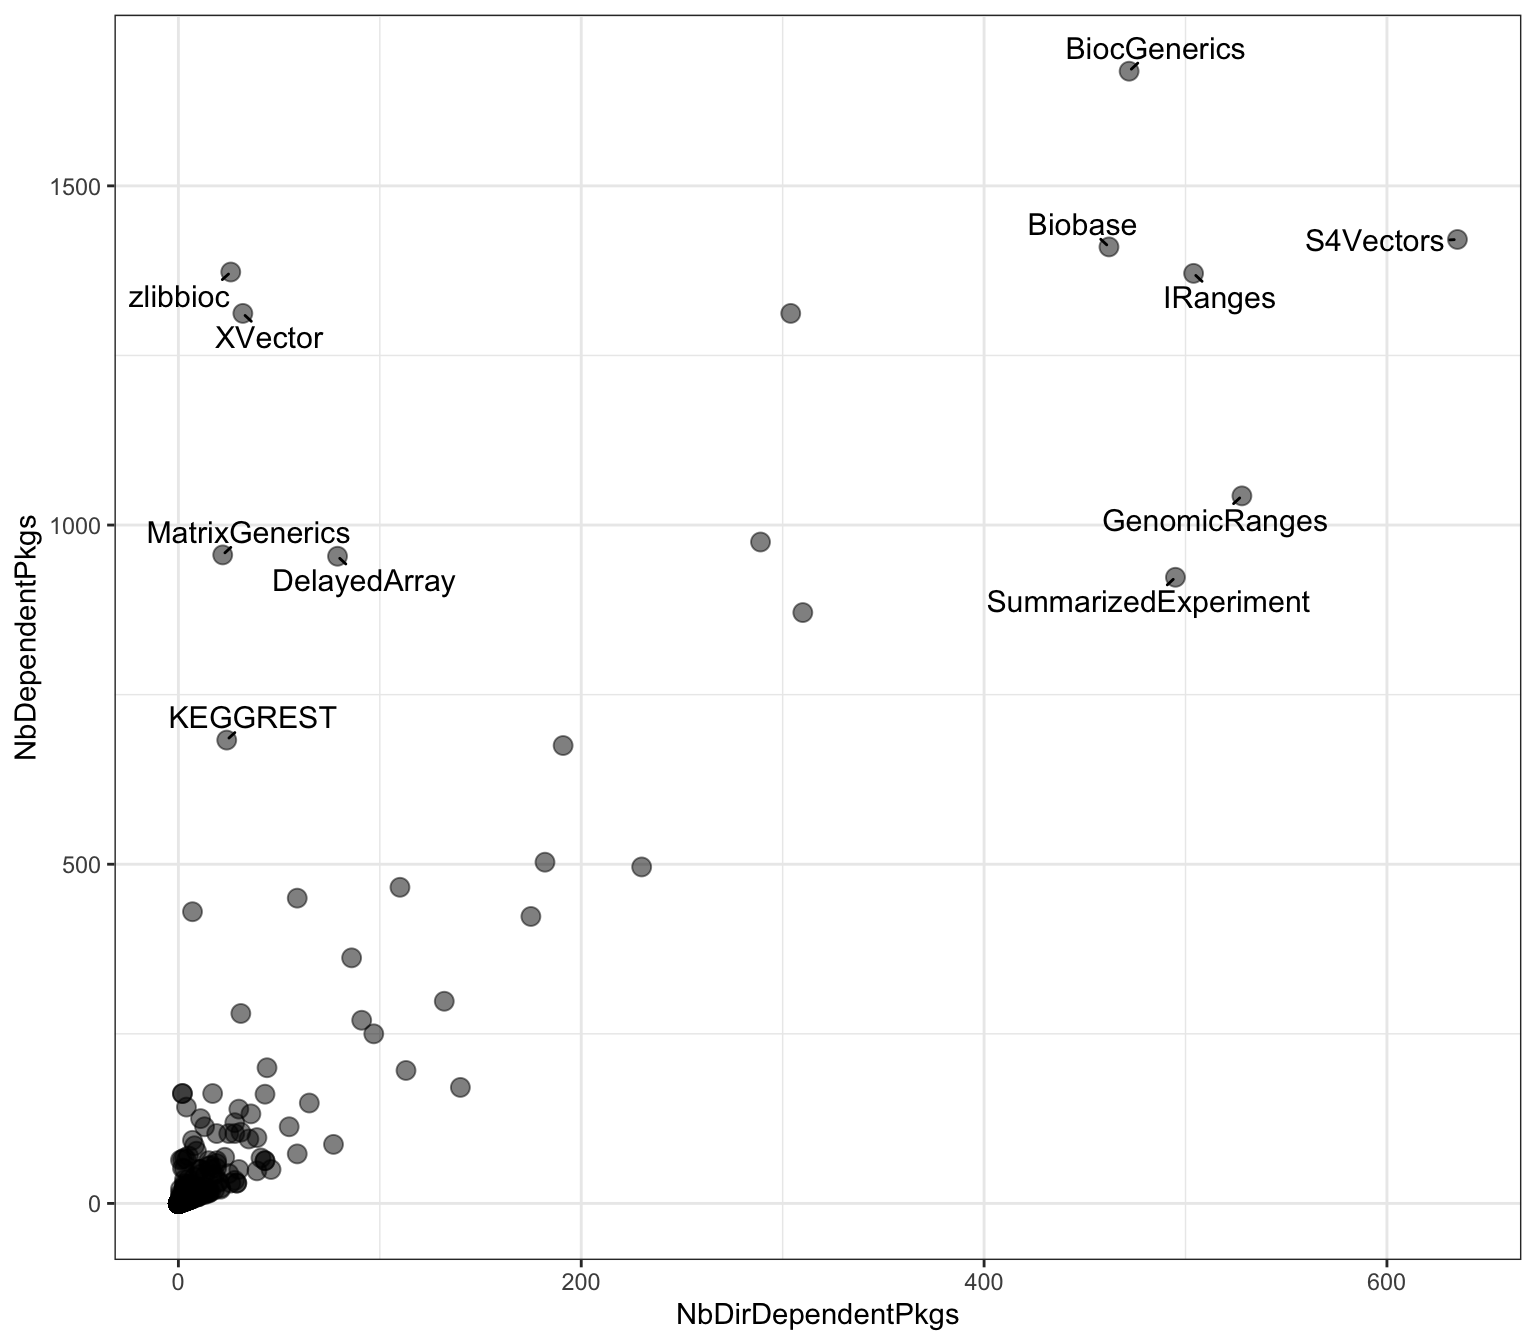 BiocGenerics
1500
Biobase
S4Vectors
zlibbioc
IRanges
XVector
1000
MatrixGenerics
GenomicRanges
DelayedArray
SummarizedExperiment
NbDependentPkgs
KEGGREST
500
0
0
200
400
600
NbDirDependentPkgs